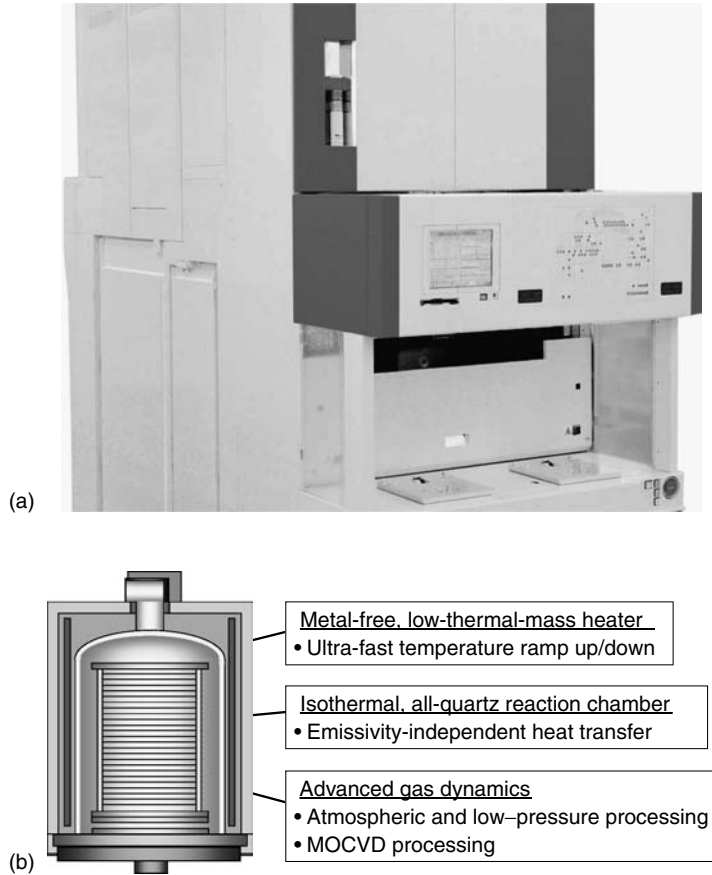 (a)
Metal-free, low-thermal-mass heater
• Ultra-fast temperature ramp up/down
Isothermal, all-quartz reaction chamber
• Emissivity-independent heat transfer
Advanced gas dynamics
• Atmospheric and low–pressure processing
• MOCVD processing
(b)